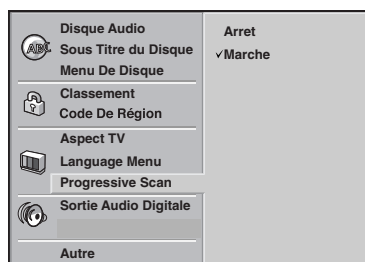 Disque Audio
Sous Titre du Disque
Menu De Disque
Classement
Code De Région
Aspect TV
Language Menu
Progressive Scan
Sortie Audio Digitale
Autre
Arret
✓Marche
ABC